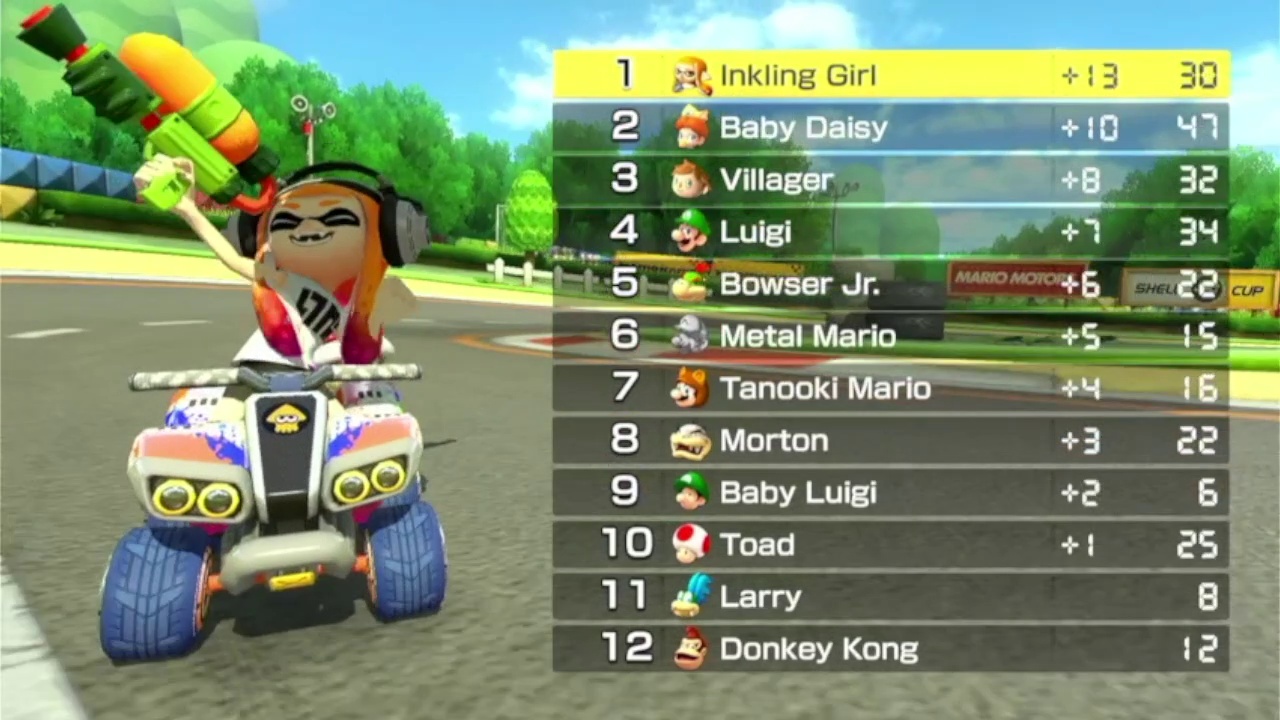 1 Inkling Girl +13 30
2 Baby Daisy +10 47
3 Villager +8 32
4 Luigi +7 34
5 Bowser Jr. +6 22
6 Metal Mario +5 15
7 Tanooki Mario +4 16
8 Morton +3 22
9 Baby Luigi +2 6
10 Toad +1 25
11 Larry 8
12 Donkey Kong 12
MARIO MOTORS
SHELL CUP